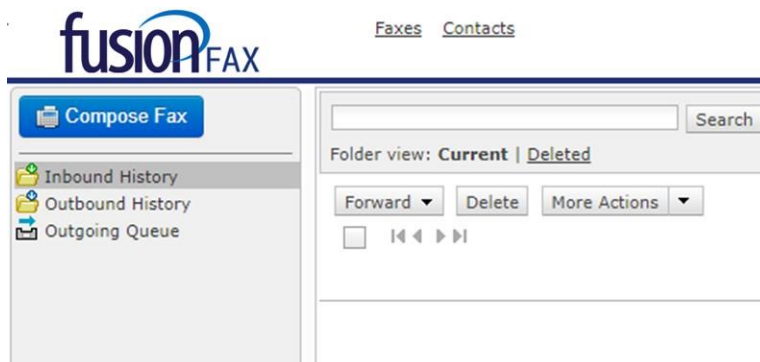 fusion FAX
Faxes Contacts
Compose Fax
Inbound History
Outbound History
Outgoing Queue
Search
Folder view: Current | Deleted
Forward Delete More Actions